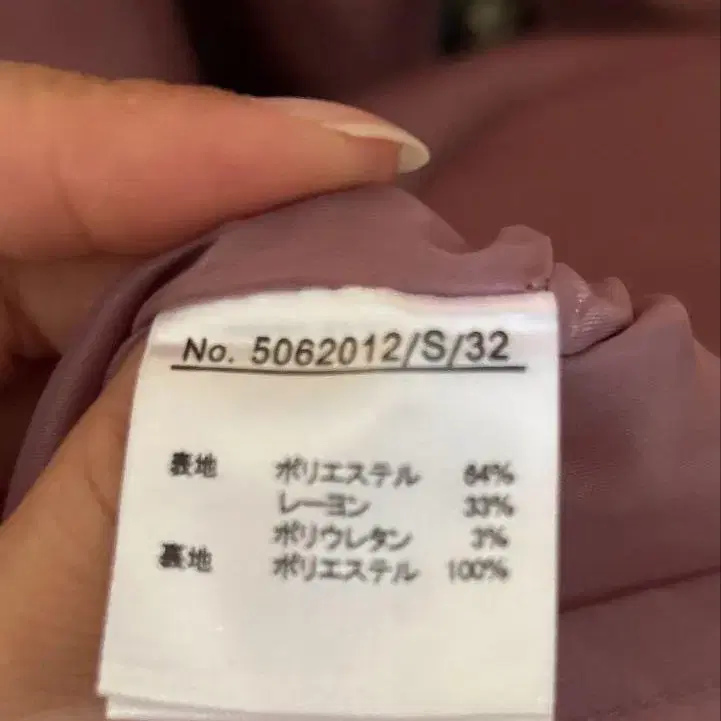 No. 5062012/S/32
表地 ポリエステル 64%
レーヨン 33%
ポリウレタン 3%
裏地 ポリエステル 100%